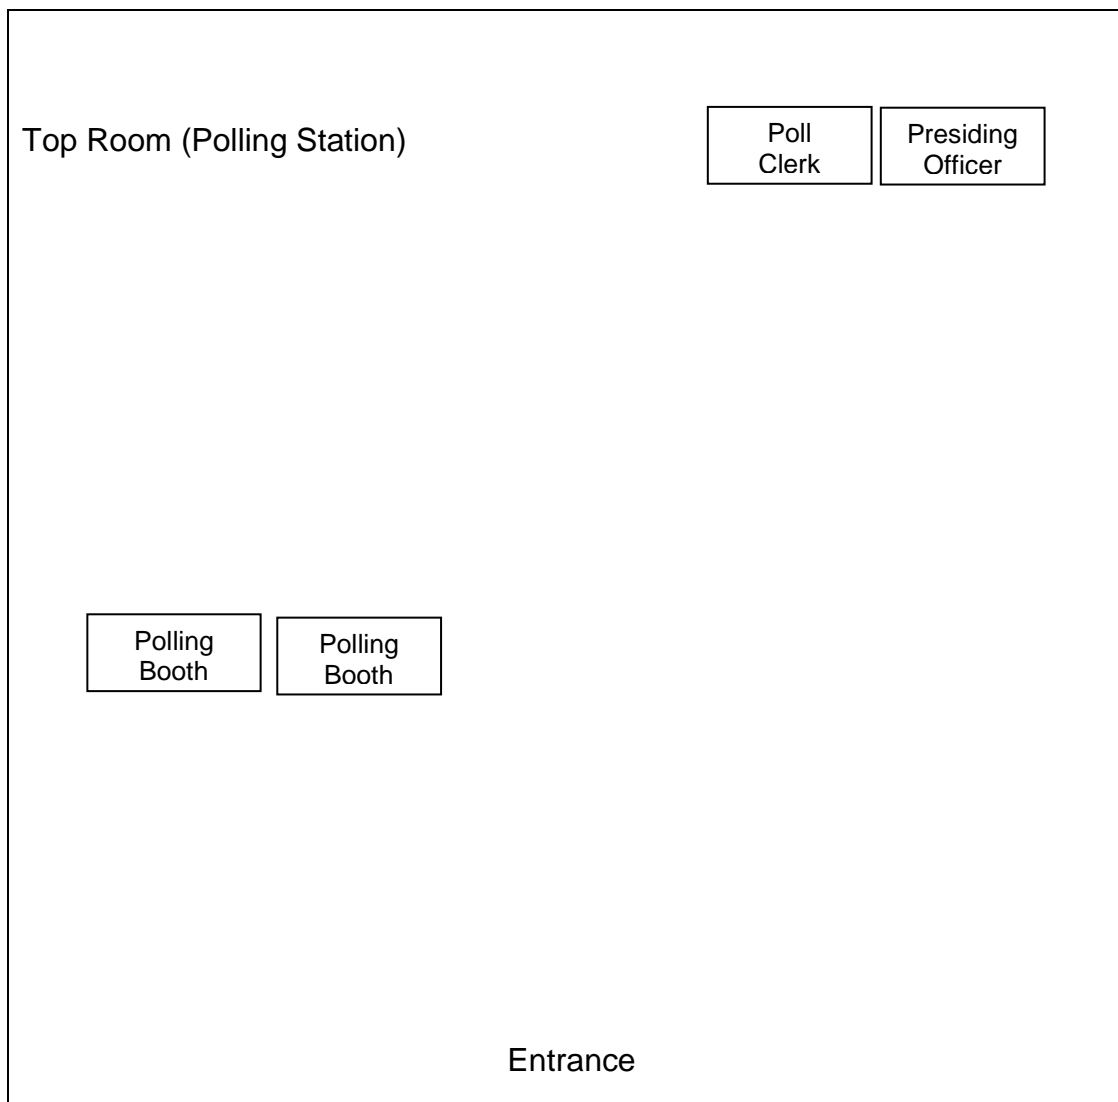 Top Room (Polling Station)
Poll
Clerk
Presiding
Officer
Polling
Booth
Polling
Booth
Entrance